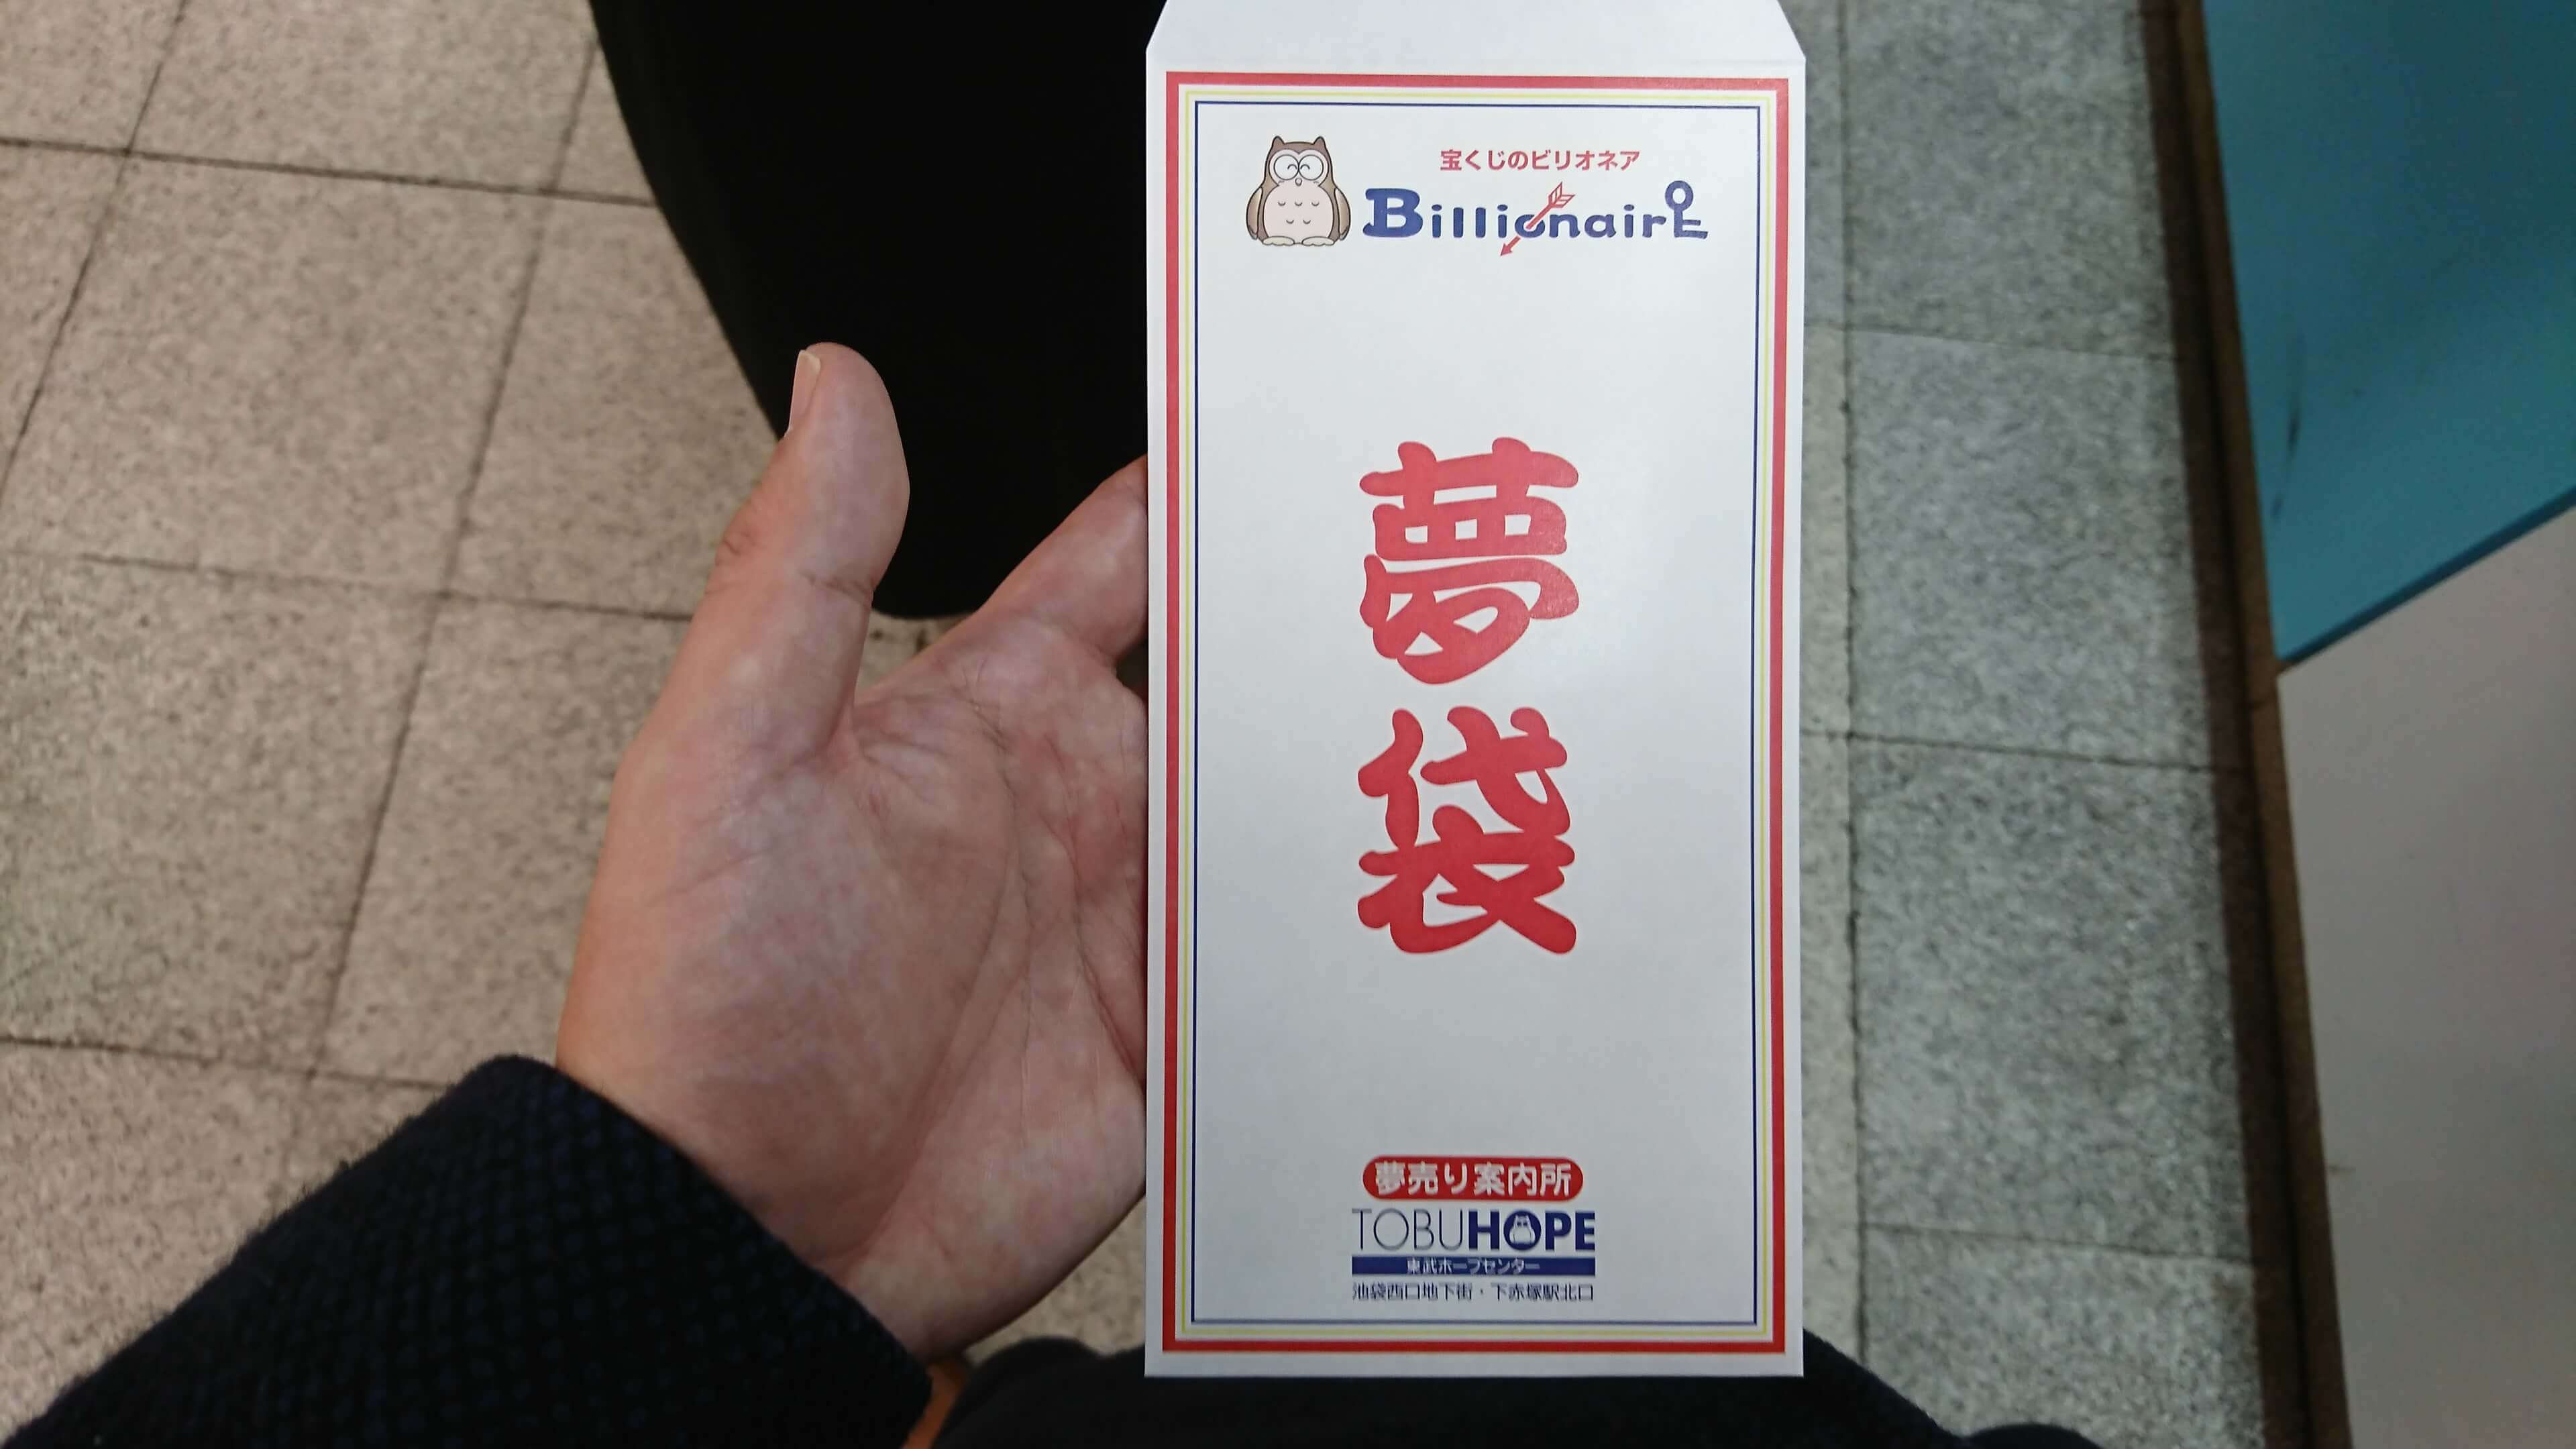 宝くじのビリオネア
Billionaire
夢袋
夢売り案内所
TOBUHOPE
東武ホープセンター
池袋西口地下街・下赤塚駅北口